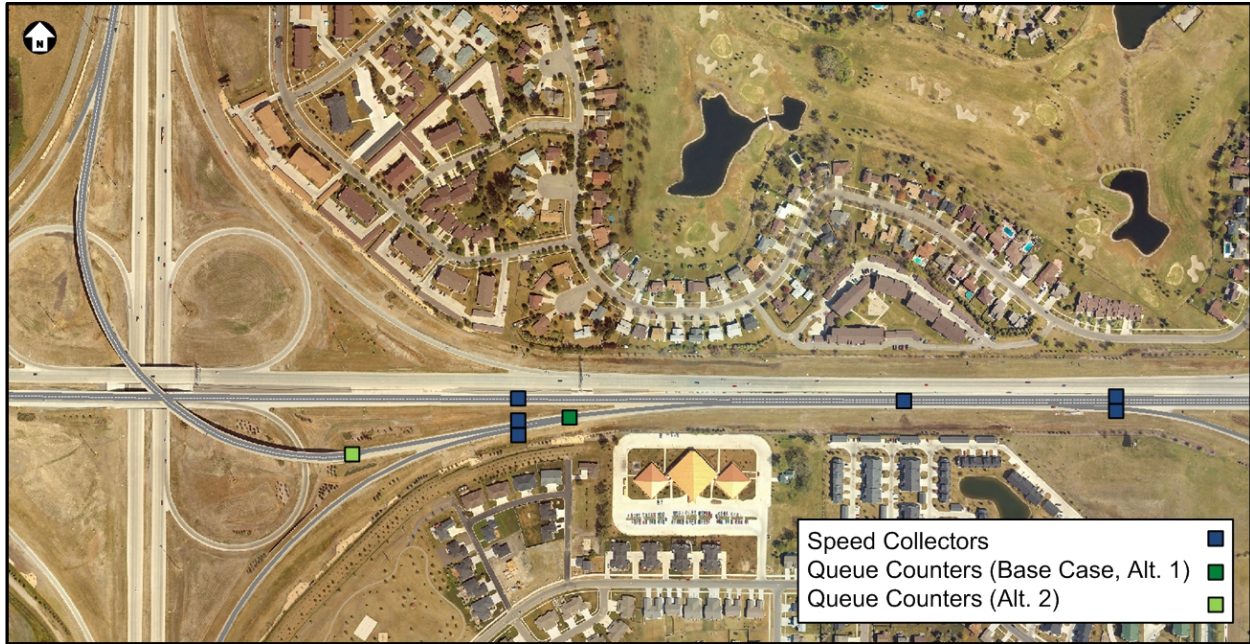 N
Speed Collectors
Queue Counters (Base Case, Alt. 1)
Queue Counters (Alt. 2)